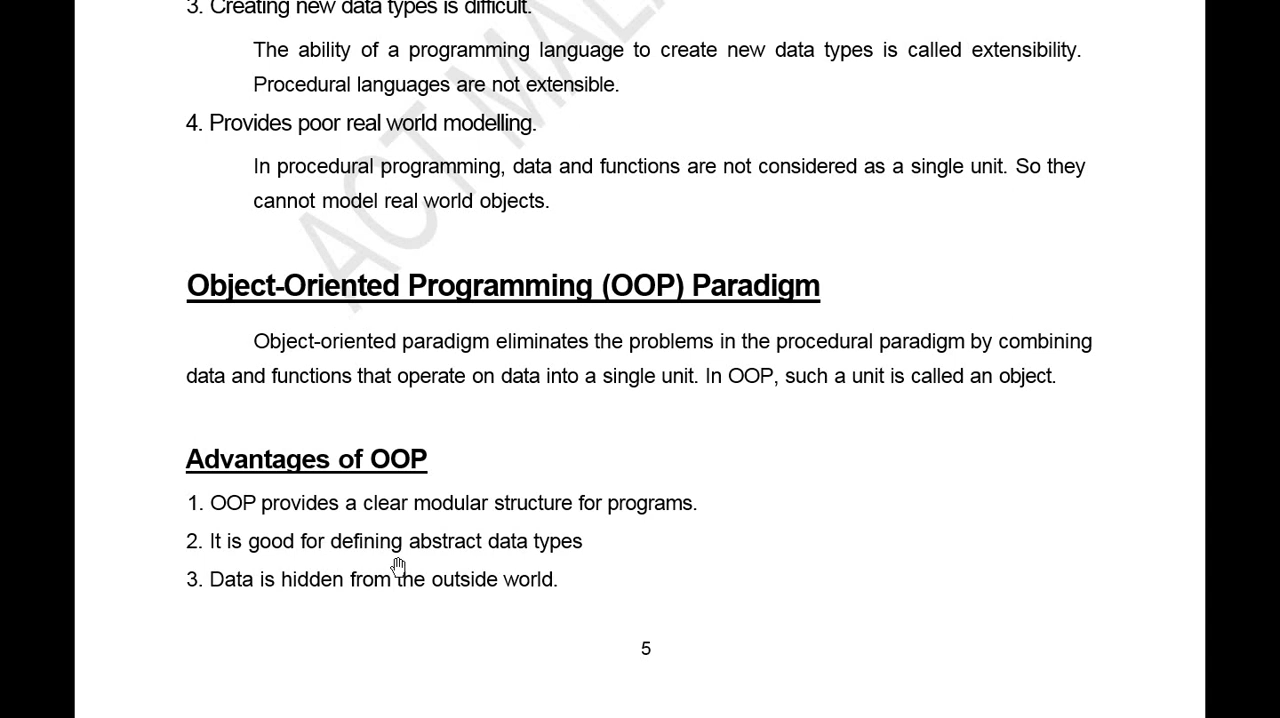 3. Creating new data types is difficult.
The ability of a programming language to create new data types is called extensibility.
Procedural languages are not extensible.
4. Provides poor real world modelling.
In procedural programming, data and functions are not considered as a single unit. So they
cannot model real world objects.
Object-Oriented Programming (OOP) Paradigm
Object-oriented paradigm eliminates the problems in the procedural paradigm by combining
data and functions that operate on data into a single unit. In OOP, such a unit is called an object.
Advantages of OOP
1. OOP provides a clear modular structure for programs.
2. It is good for defining abstract data types
3. Data is hidden from the outside world.
5